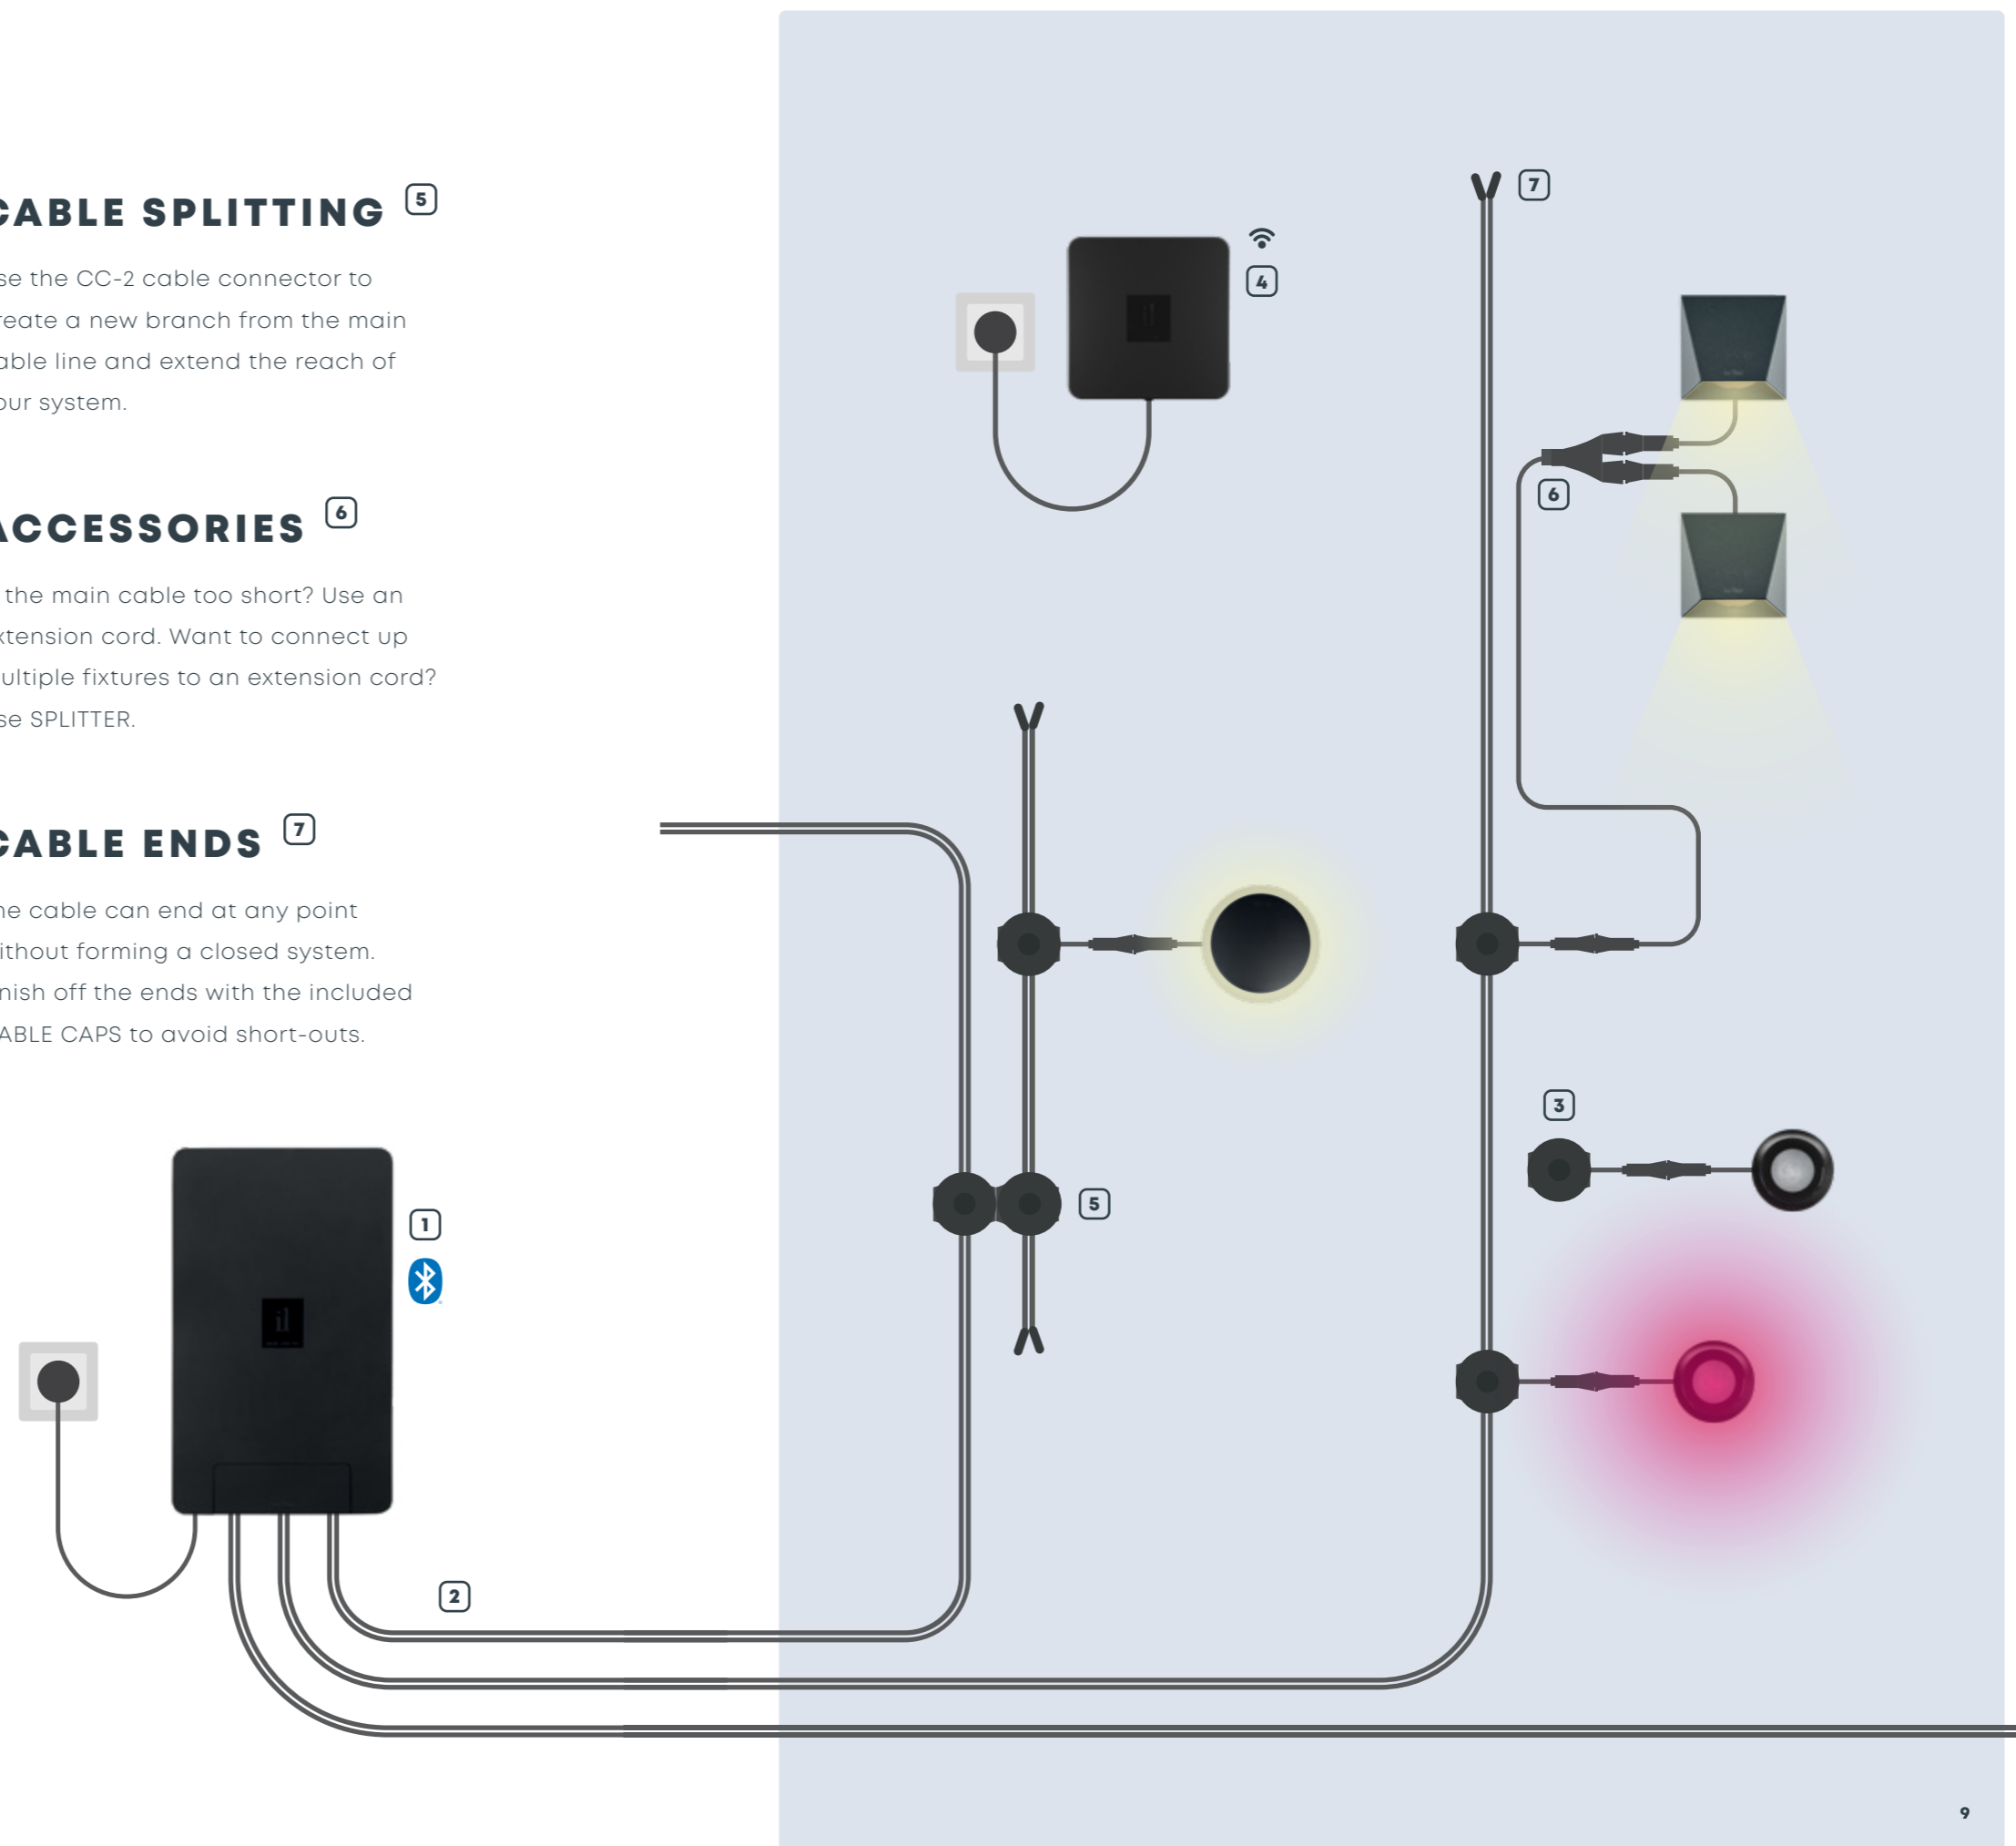 CABLE SPLITTING 5
se the CC-2 cable connector to
reate a new branch from the main
able line and extend the reach of
our system.
ACCESSORIES 6
the main cable too short? Use an
xtension cord. Want to connect up
ultiple fixtures to an extension cord?
se SPLITTER.
CABLE ENDS 7
he cable can end at any point
ithout forming a closed system.
nish off the ends with the included
ABLE CAPS to avoid short-outs.
1
il
2
4
7
6
3
5
9